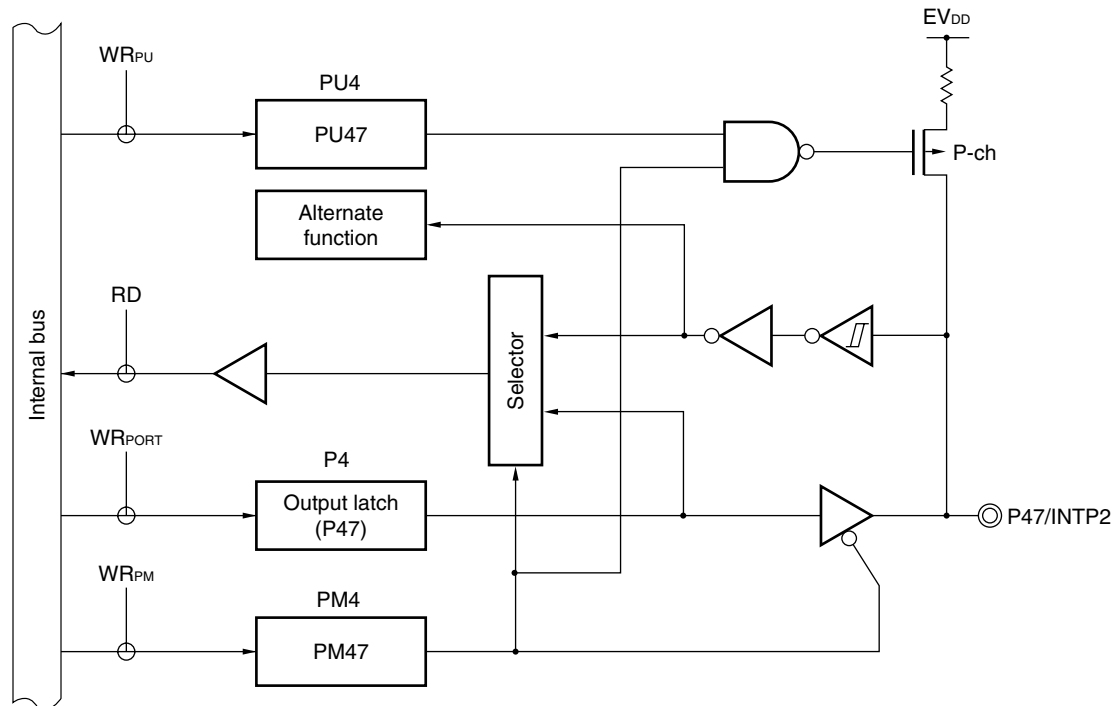 EVDD
WRPU
PU4
PU47
P-ch
Alternate
function
RD
Internal bus
Selector
WRPORT
P4
Output latch
(P47)
P47/INTP2
WRPM
PM4
PM47